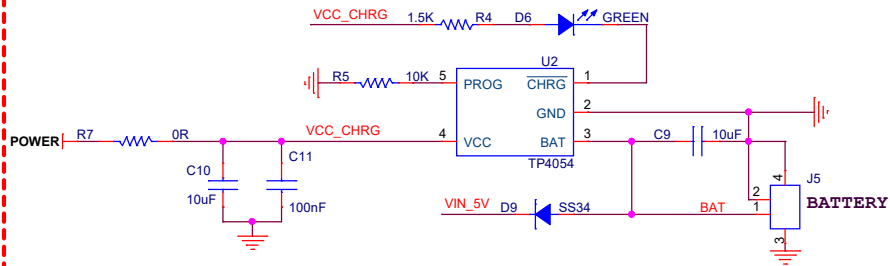 VCC_CHRG 1.5K R4 D6 GREEN
U2
R5 10K 5 PROG CHRG 1
GND 2
POWER R7 0R VCC_CHRG 4 VCC BAT 3 C9 10uF
TP4054
C10 C11
10uF 100nF
4 J5
2 BATTERY
VIN_5V D9 SS34 BAT 1
3